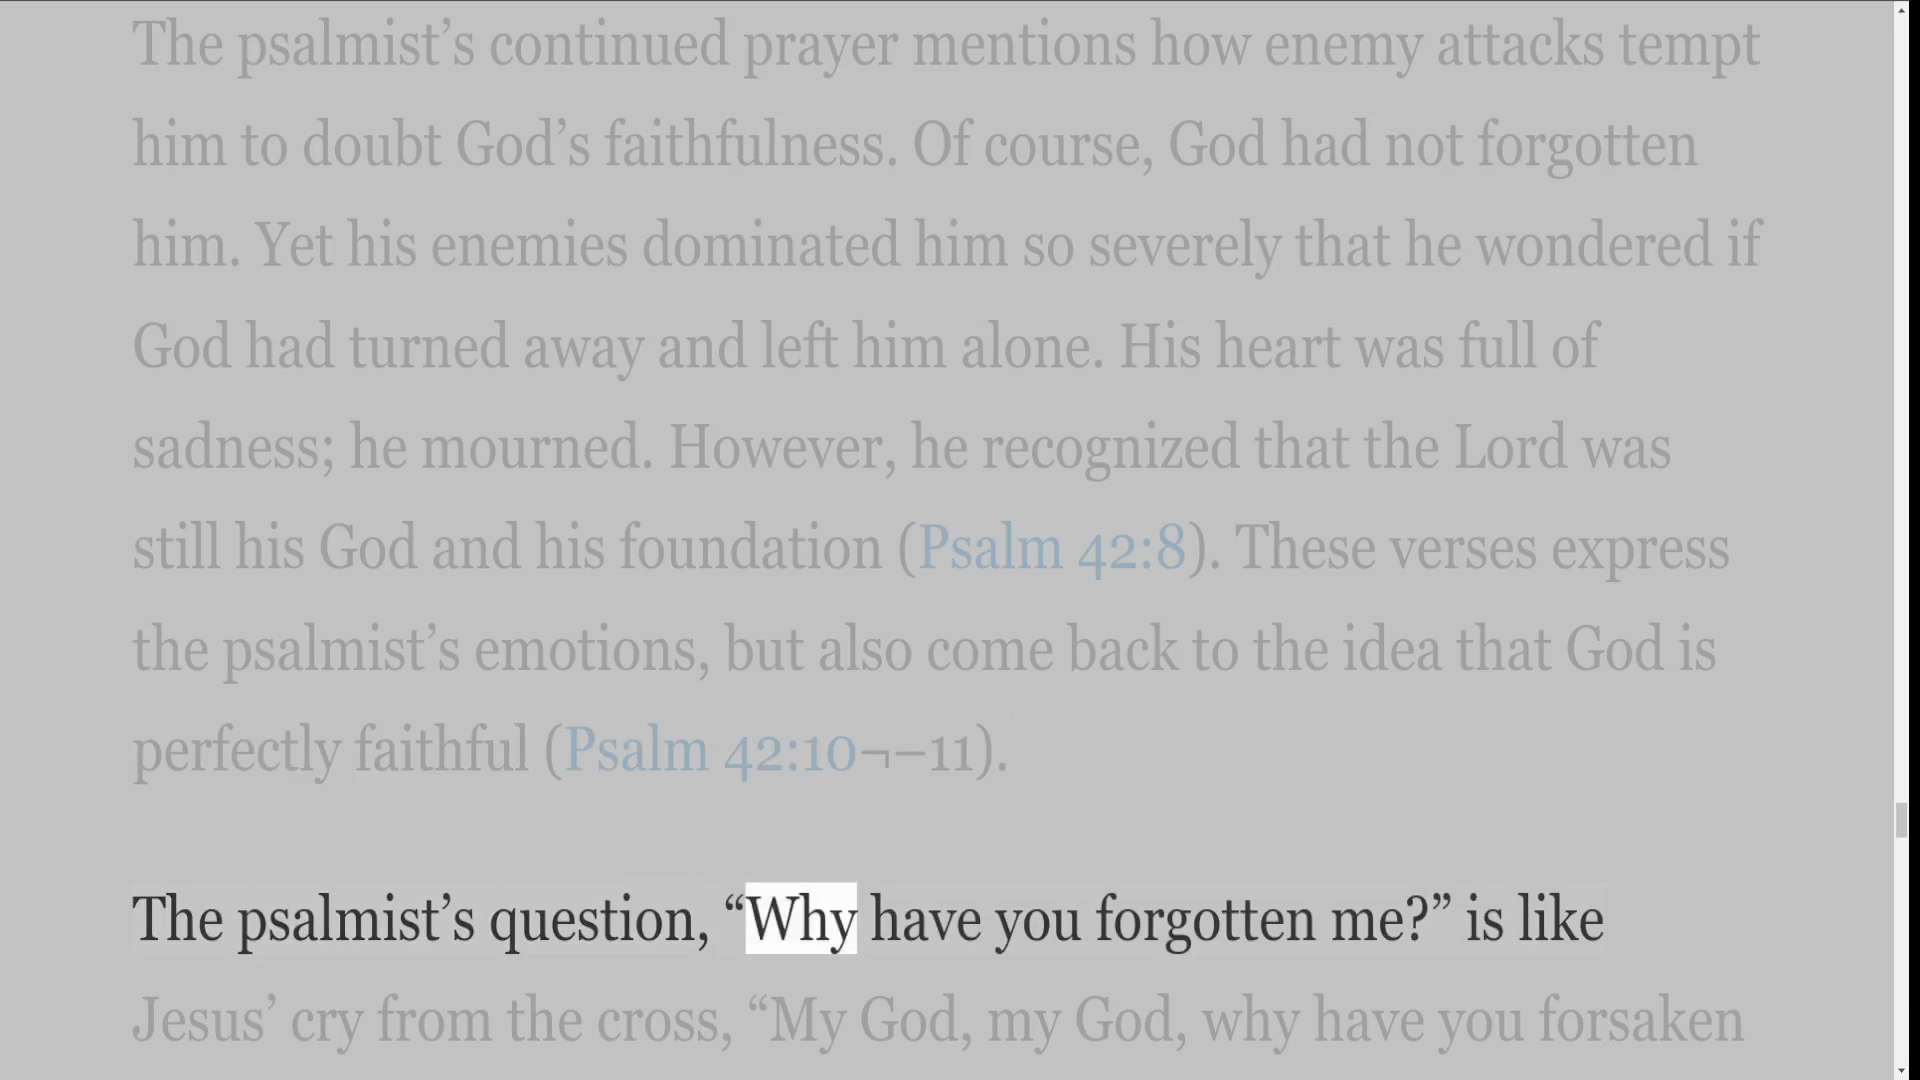 The psalmist’s continued prayer mentions how enemy attacks tempt
him to doubt God’s faithfulness. Of course, God had not forgotten
him. Yet his enemies dominated him so severely that he wondered if
God had turned away and left him alone. His heart was full of
sadness; he mourned. However, he recognized that the Lord was
still his God and his foundation (Psalm 42:8). These verses express
the psalmist’s emotions, but also come back to the idea that God is
perfectly faithful (Psalm 42:10¬–11).
The psalmist’s question, “Why have you forgotten me?” is like
Jesus’ cry from the cross, “My God, my God, why have you forsaken